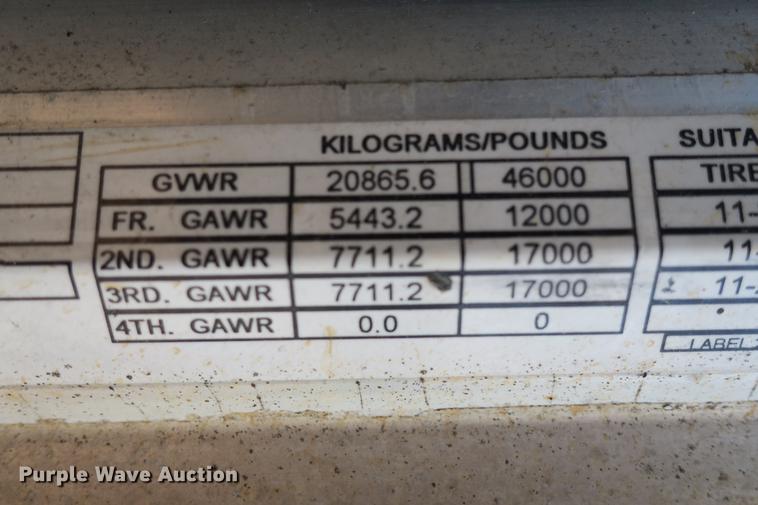 KILOGRAMS/POUNDS SUITA
GVWR 20865.6 46000 TIRE
FR. GAWR 5443.2 12000 11-
2ND. GAWR 7711.2 17000 11-
3RD. GAWR 7711.2 17000 11-
4TH. GAWR 0.0 0
LABEL
Purple Wave Auction